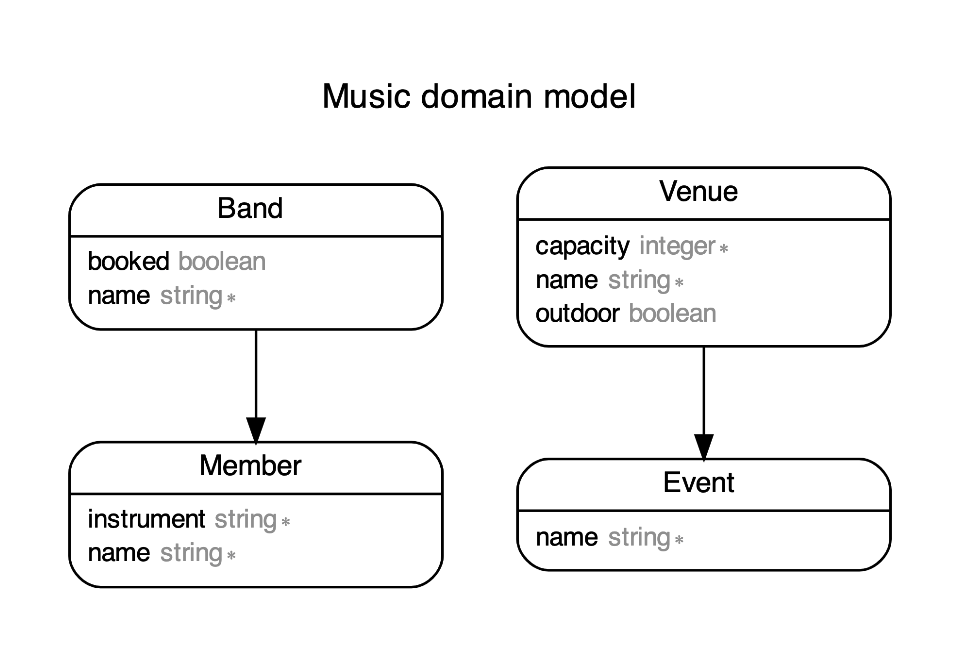 Music domain model
Band
booked boolean
name string *
Member
instrument string *
name string *
Venue
capacity integer *
name string *
outdoor boolean
Event
name string *